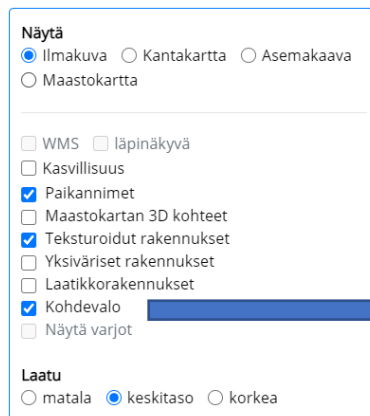 Näytä
Ilmakuva Kantakartta Asemakaava
Maastokartta
WMS läpinäkyvä
Kasvillisuus
Paikannimet
Maastokartan 3D kohteet
Teksturoidut rakennukset
Yksiväriset rakennukset
Laatikkorakennukset
Kohdevalo
Näytä varjot
Laatu
matala keskitaso korkea